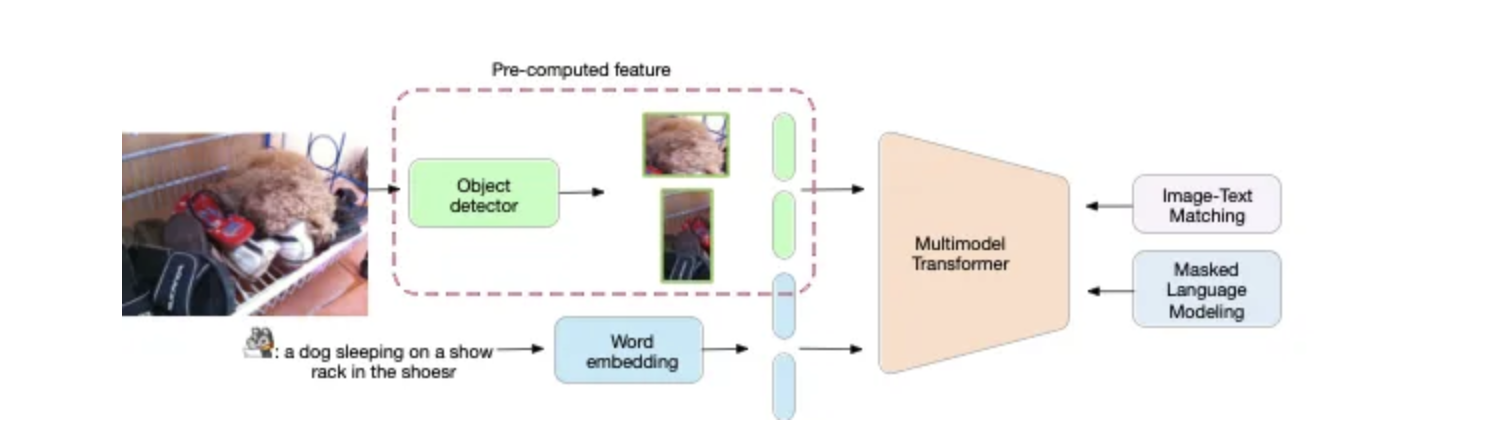 Pre-computed feature
Object
detector
Multimodel
Transformer
Image-Text
Matching
Masked
Language
Modeling
: a dog sleeping on a show
rack in the shoesr
Word
embedding